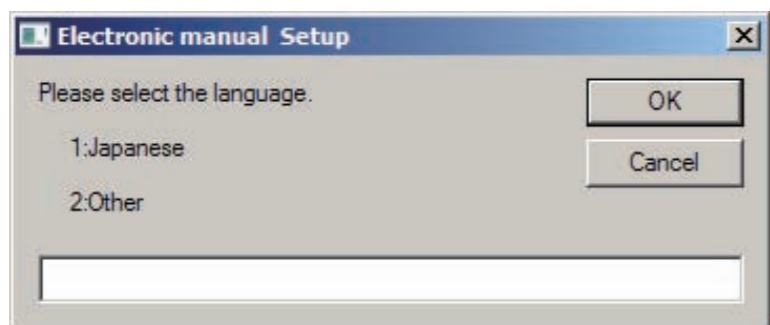 Electronic manual Setup
Please select the language.
OK
1:Japanese
Cancel
2:Other